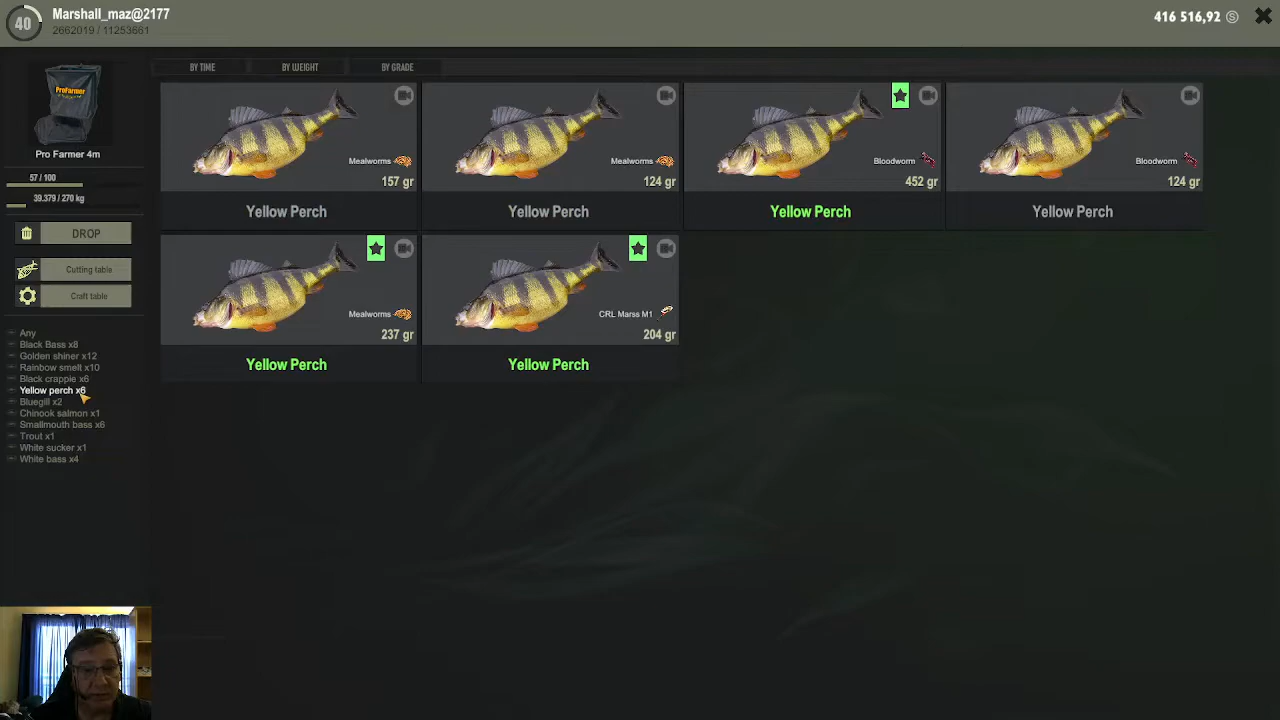 40
Marshall_maz@2177
2662019 / 11253661
416 516,92 S
ProFarmer
Pro Farmer 4m
57 / 100
39.379 / 270 kg
DROP
Cutting table
Craft table
Any
Black Bass x8
Golden shiner x12
Rainbow smelt x10
Black crappie x6
Yellow perch x6
Bluegill x2
Chinook salmon x1
Smallmouth bass x6
Trout x1
White sucker x1
White bass x4
BY TIME
BY WEIGHT
BY GRADE
Mealworms
157 gr
Yellow Perch
Mealworms
124 gr
Yellow Perch
Bloodworm
452 gr
Yellow Perch
Bloodworm
124 gr
Yellow Perch
Mealworms
237 gr
Yellow Perch
CRL Marss M1
204 gr
Yellow Perch